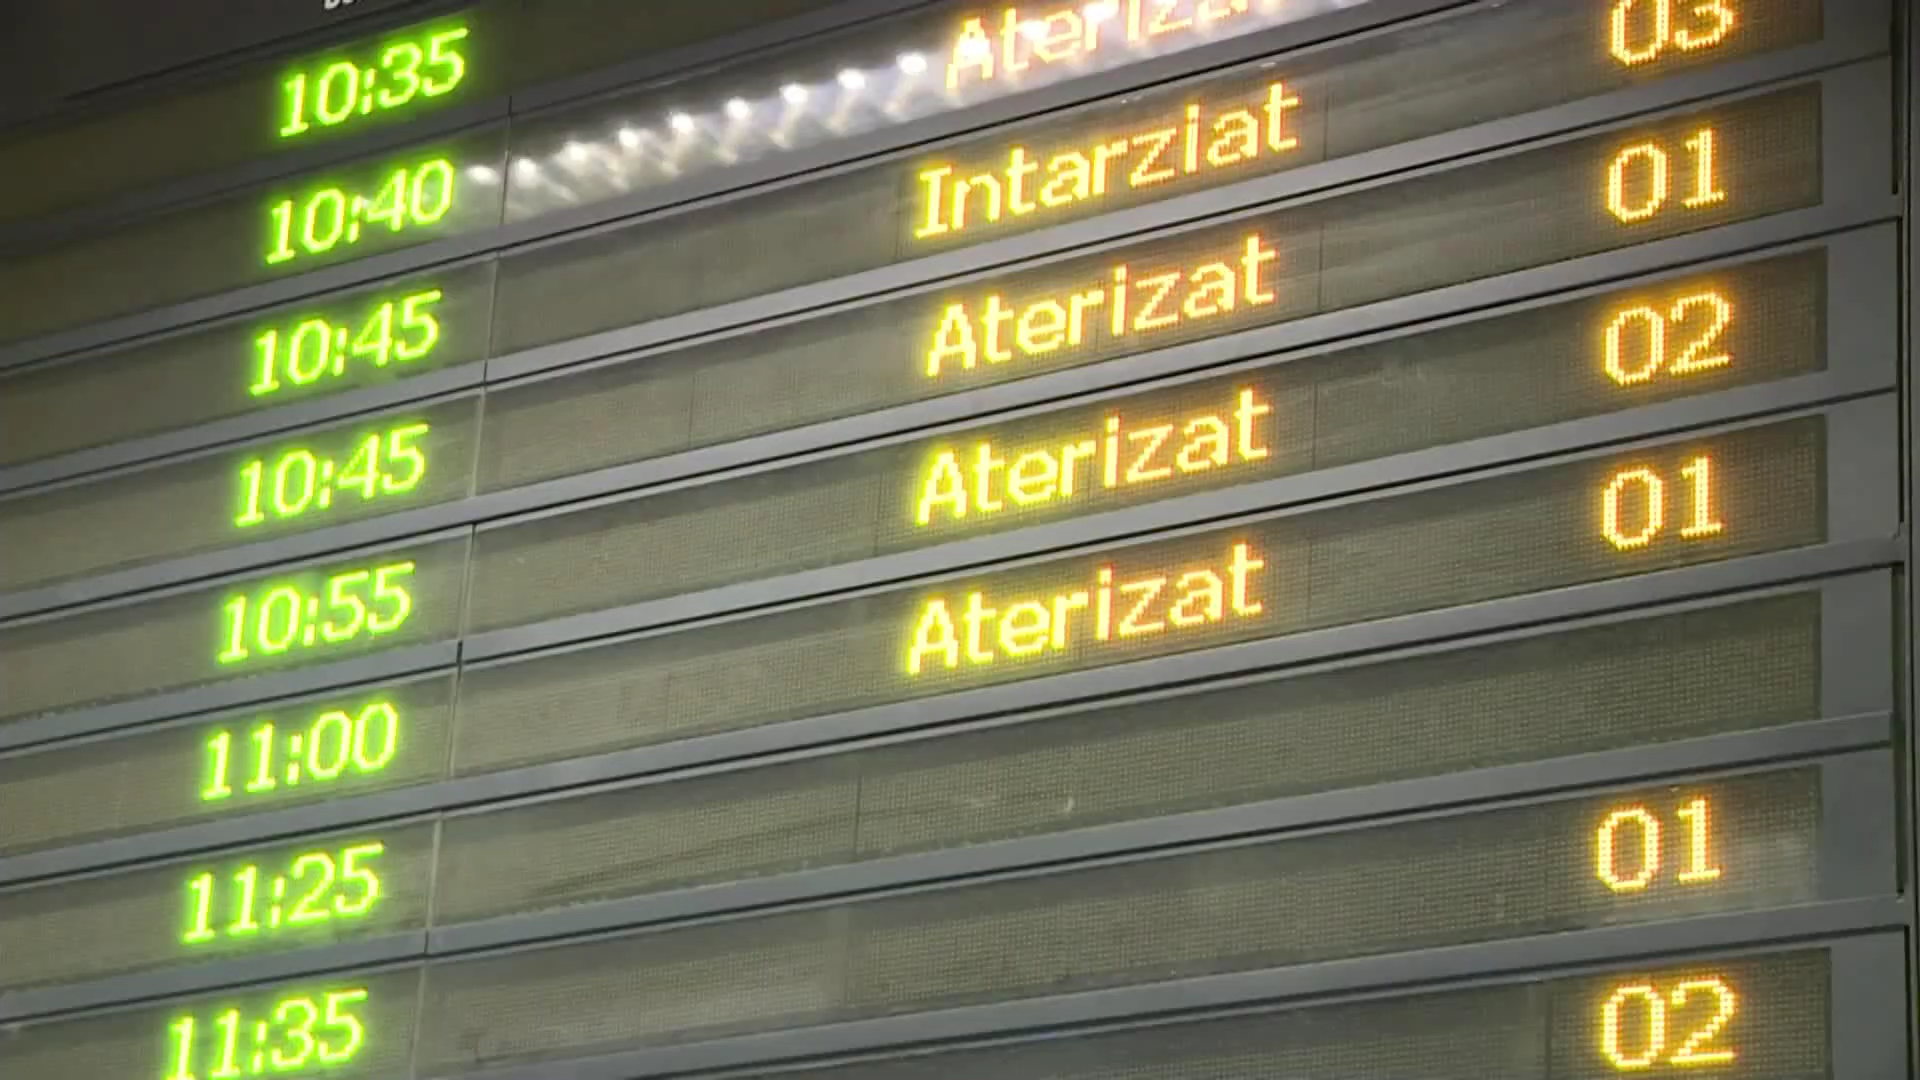 10:35
10:40 Aterizat
10:45 Intarziat 03
10:45 Aterizat 01
10:55 Aterizat 02
11:00 Aterizat 01
11:25
11:35 01
02